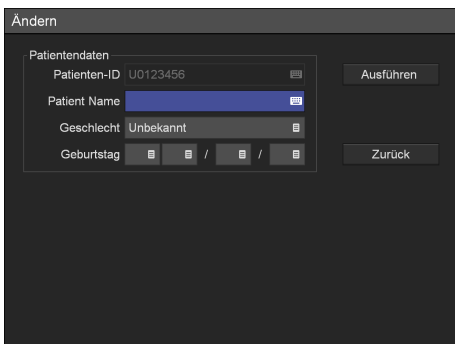 Ändern
Patientendaten
Patienten-ID U0123456
Ausführen
Patient Name
Geschlecht Unbekannt
Geburtstag / /
Zurück